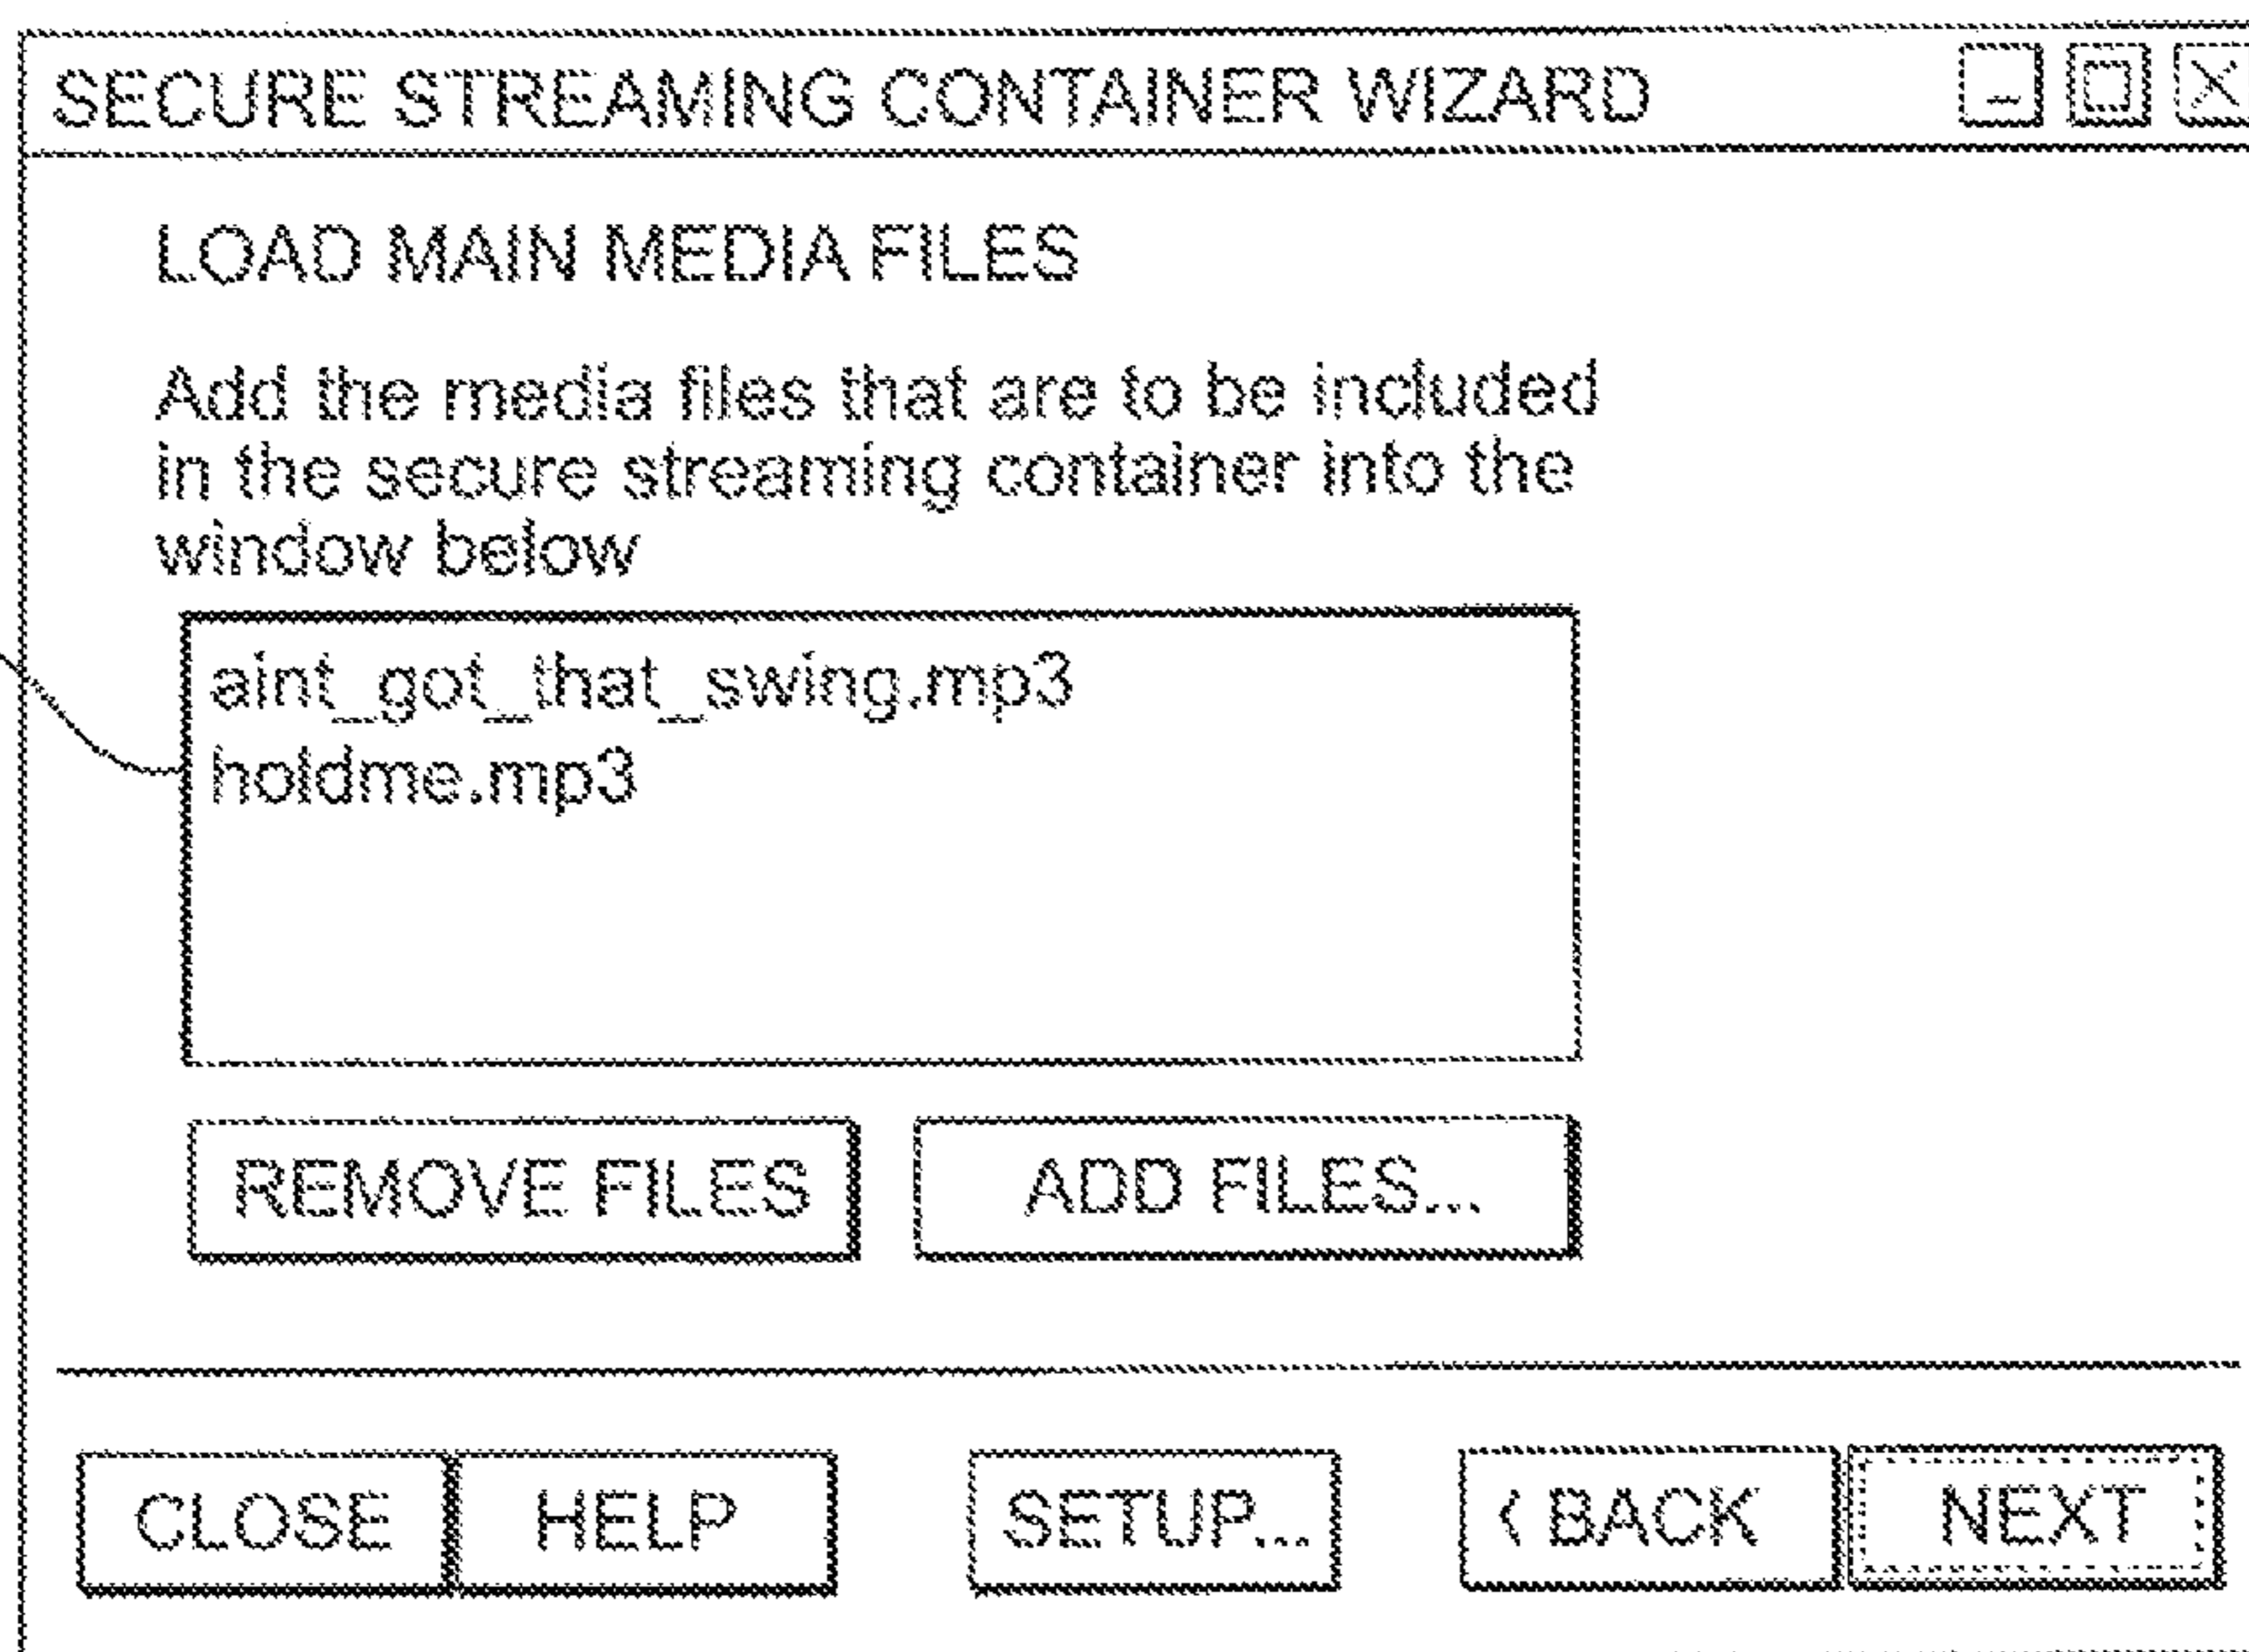 SECURE STREAMING CONTAINER WIZARD
LOAD MAIN MEDIA FILES
Add the media files that are to be included
in the secure streaming container into the
window below
aint_got_that_swing.mp3
holdme.mp3
REMOVE FILES ADD FILES...
CLOSE HELP SETUP... ‹ BACK NEXT